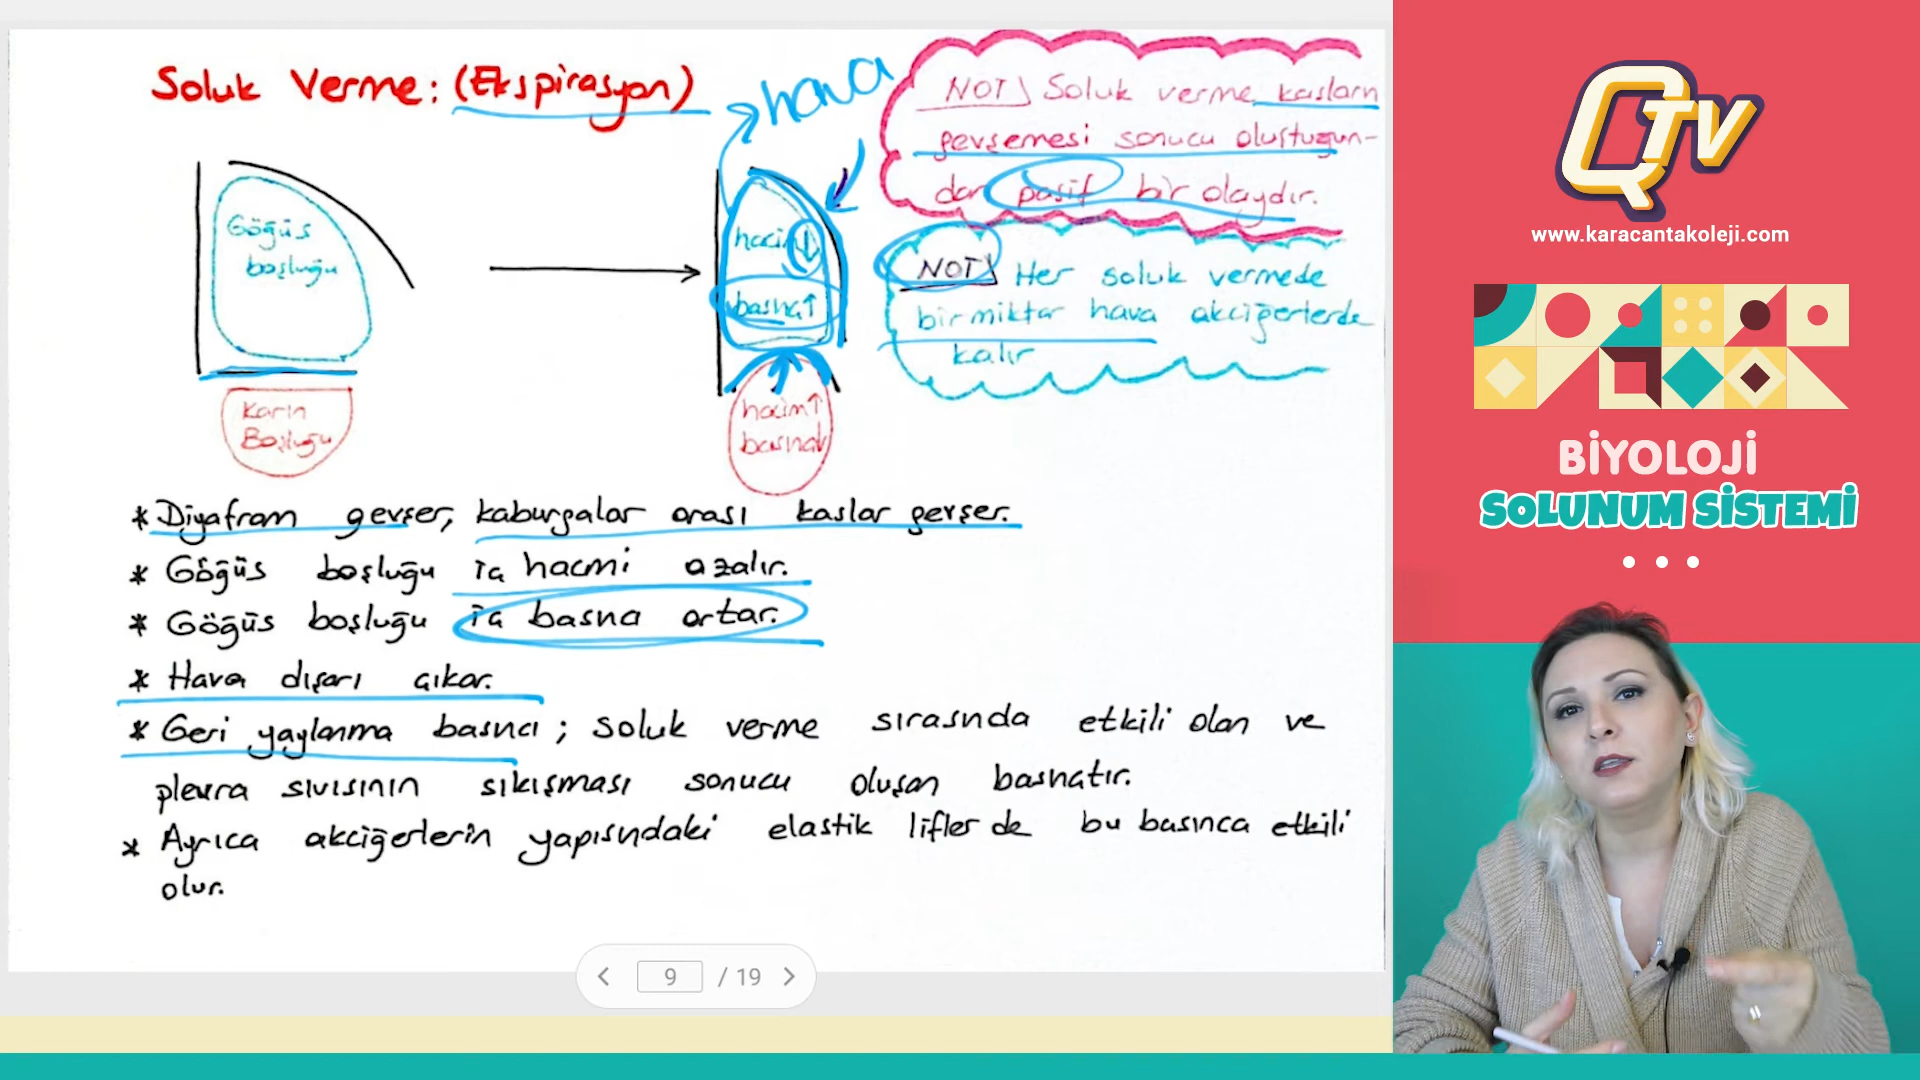 Soluk Verme: (Ekspirasyon)
hava
NOT) Soluk verme kasların
gevşemesi sonucu oluştuğun-
dan pasif bir olaydır.
Göğüs
boşluğu
hacim↓
basınç↑
NOT) Her soluk vermede
bir miktar hava akciğerlerde
kalır
Karın
Boşluğu
hacim↑
basınç↓
* Diyafram gevşer, kaburgalar arası kaslar gevşer.
* Göğüs boşluğu iç hacmi azalır.
* Göğüs boşluğu iç basıncı artar.
* Hava dışarı çıkar.
* Geri yaylanma basıncı; soluk verme sırasında etkili olan ve
plevra sıvısının sıkışması sonucu oluşan basınçtır.
* Ayrıca akciğerlerin yapısındaki elastik lifler de bu basınca etkili
olur.
9 / 19
QTV
www.karacantakoleji.com
BİYOLOJİ
SOLUNUM SİSTEMİ